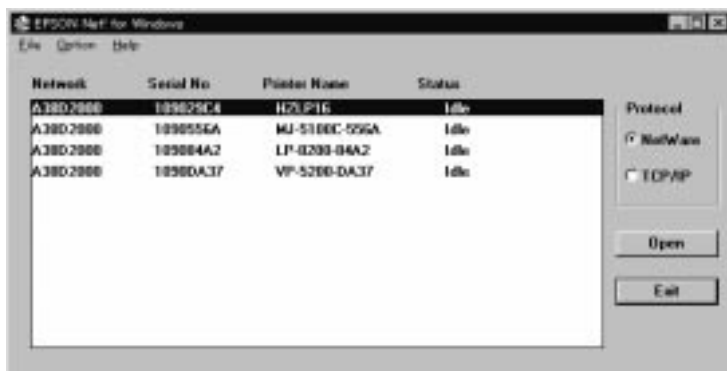 EPSON Net! for Windows
File Option Help
Network Serial No Printer Name Status
A38D2000 109029C4 HZLP16 Idle
A38D2000 1090556A MJ-5100C-556A Idle
A38D2000 109004A2 LP-8200-04A2 Idle
A38D2000 1090DA37 VP-5200-DA37 Idle
Protocol
NetWare
TCP/IP
Open
Exit